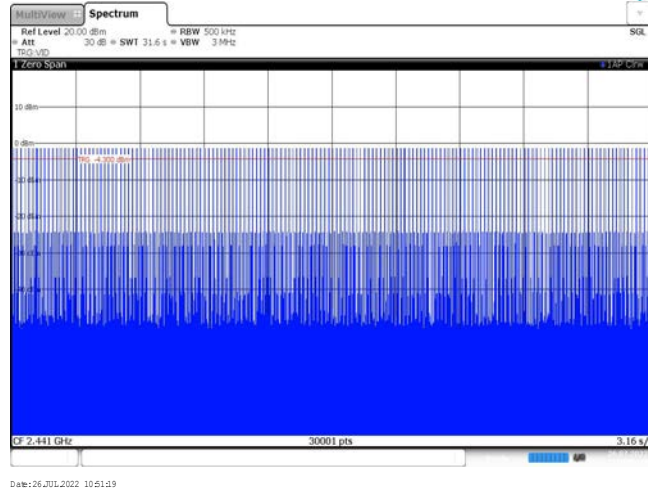 MultiView Spectrum
Ref Level 20.00 dBm RBW 500 kHz SGL
Att 30 dB SWT 31.6 s VBW 3 MHz
TRG:VID
1 Zero Span 1AP Clrw
10 dBm
0 dBm
TRG -4.300 dBm
-10 dBm
-20 dBm
-30 dBm
-40 dBm
CF 2.441 GHz 30001 pts 3.16 s/
Date: 26.JUL.2022 10:51:19